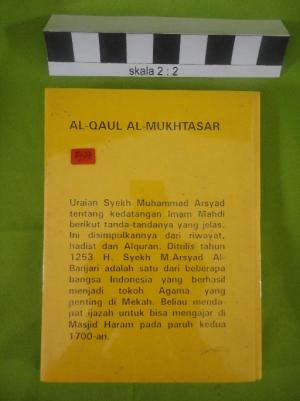 skala 2 : 2
AL-QAUL AL-MUKHTASAR
Uraian Syekh Muhammad Arsyad
tentang kedatangan Imam Mahdi
berikut tanda-tandanya yang jelas.
Ini disimpulkannya dari riwayat,
hadist dan Alquran. Ditulis tahun
1253 H. Syekh M.Arsyad Al-
Banjari adalah satu dari beberapa
bangsa Indonesia yang berhasil
menjadi tokoh Agama yang
penting di Mekah. Beliau menda-
pat ijazah untuk bisa mengajar di
Masjid Haram pada paruh kedua
1700-an.